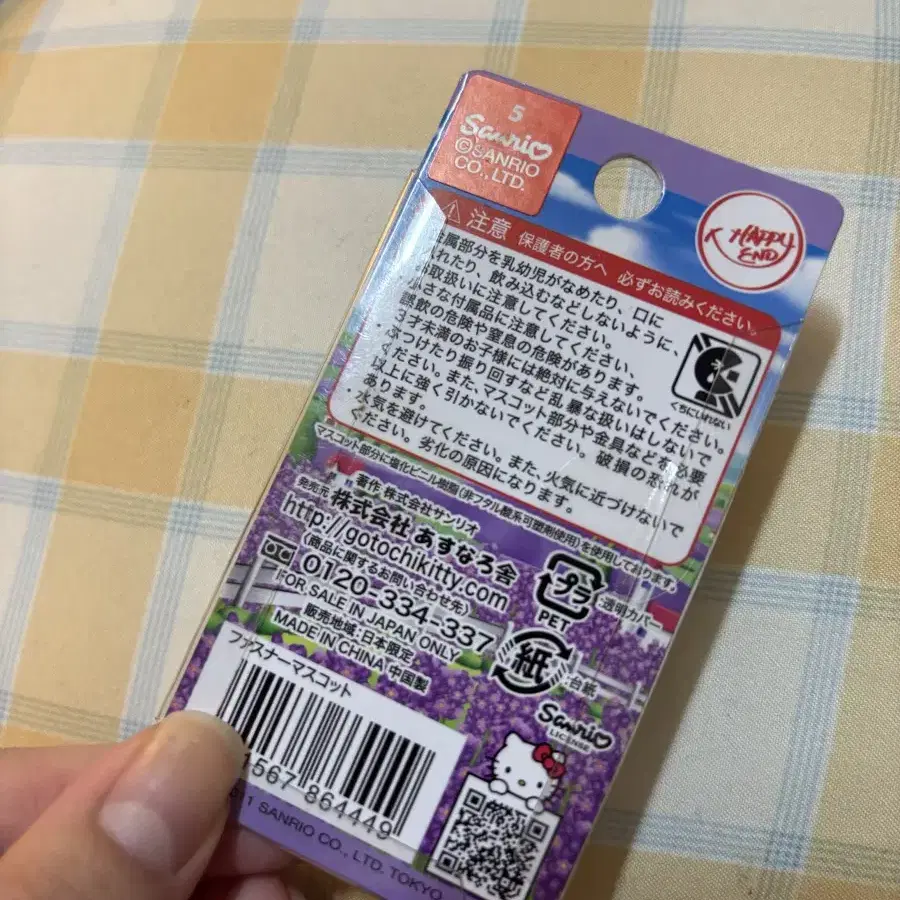 5
Sanrio
©SANRIO
CO., LTD.
HAPPY
END
注意 保護者の方へ 必ずお読みください。
金属部分を乳幼児がなめたり、口に
入れたり、飲み込むなどしないように、
お取扱いに注意してください。
小さな付属品に注意してください、
誤飲の危険や窒息の危険があります。
3才未満のお子様には絶対に与えないでください。
ぶつけたり振り回すなど乱暴な扱いはしないで
ください。また、マスコット部分や金具などを必要
以上に強く引かないでください。破損の恐れが
あります。
水気を避けてください。また、火気に近づけないで
ください。劣化の原因になります。
くちにいれない
マスコット部分に塩化ビニル樹脂(非フタル酸系可塑剤使用)を使用しております。
著作 株式会社サンリオ
発売元 株式会社 あすなろ舎
http://gotochikitty.com
(商品に関するお問い合わせ先)
0120-334-337
FOR SALE IN JAPAN ONLY
販売地域:日本限定
MADE IN CHINA 中国製
プラ
PET
:透明カバー
紙
:台紙
ファスナーマスコット
Sanrio
LICENSE
1567 864449
11 SANRIO CO., LTD. TOKYO